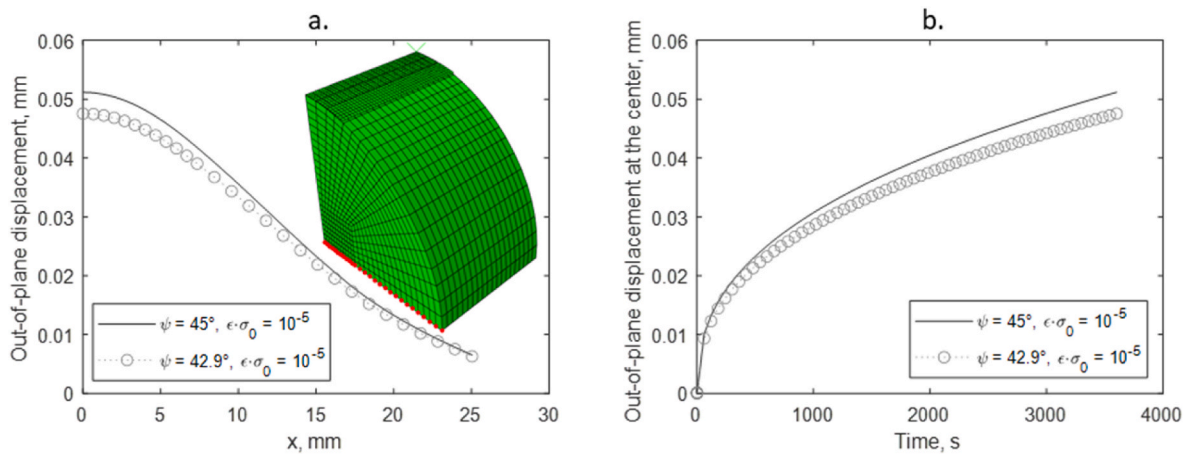 a.
Out-of-plane displacement, mm
0.06
0.05
0.04
0.03
0.02
0.01
0
ψ = 45°, ϵ·σ₀ = 10⁻⁵
ψ = 42.9°, ϵ·σ₀ = 10⁻⁵
0 5 10 15 20 25 30
x, mm
b.
Out-of-plane displacement at the center, mm
0.06
0.05
0.04
0.03
0.02
0.01
0
ψ = 45°, ϵ·σ₀ = 10⁻⁵
ψ = 42.9°, ϵ·σ₀ = 10⁻⁵
0 1000 2000 3000 4000
Time, s